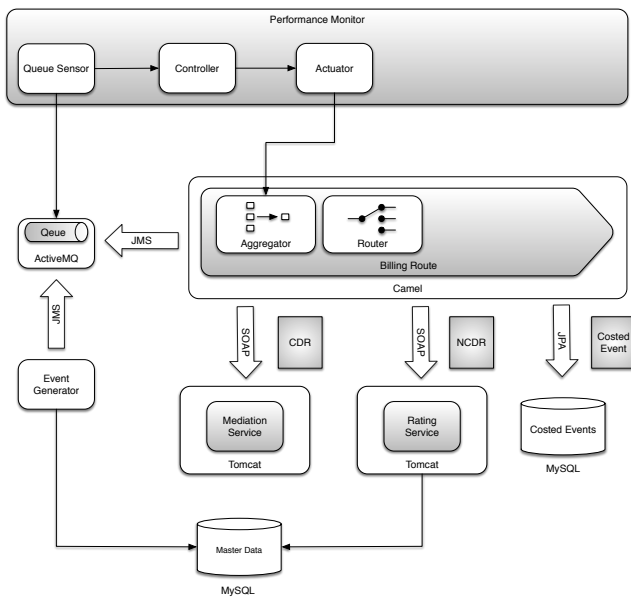 Performance Monitor
Queue Sensor
Controller
Actuator
Qeue
ActiveMQ
JMS
Aggregator
Router
Billing Route
Camel
JMS
SOAP
CDR
SOAP
NCDR
JPA
Costed
Event
Event
Generator
Mediation
Service
Tomcat
Rating
Service
Tomcat
Costed Events
MySQL
Master Data
MySQL